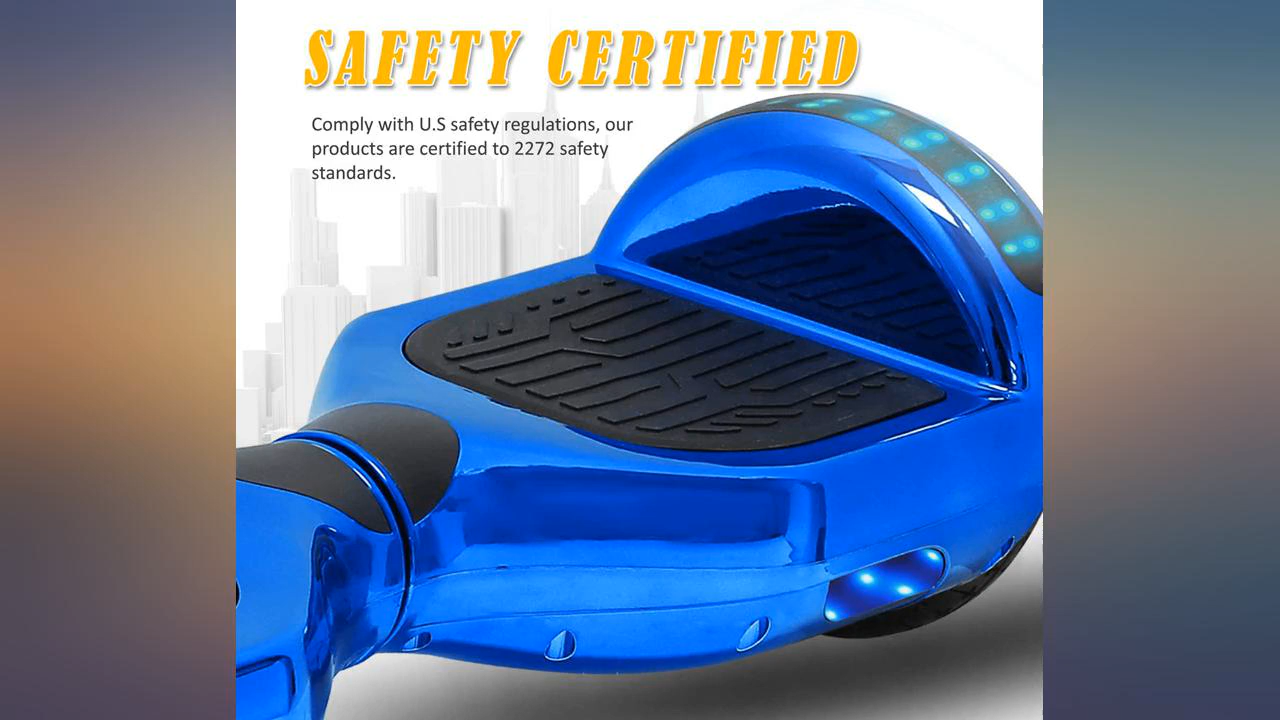 SAFETY CERTIFIED
Comply with U.S safety regulations, our
products are certified to 2272 safety
standards.